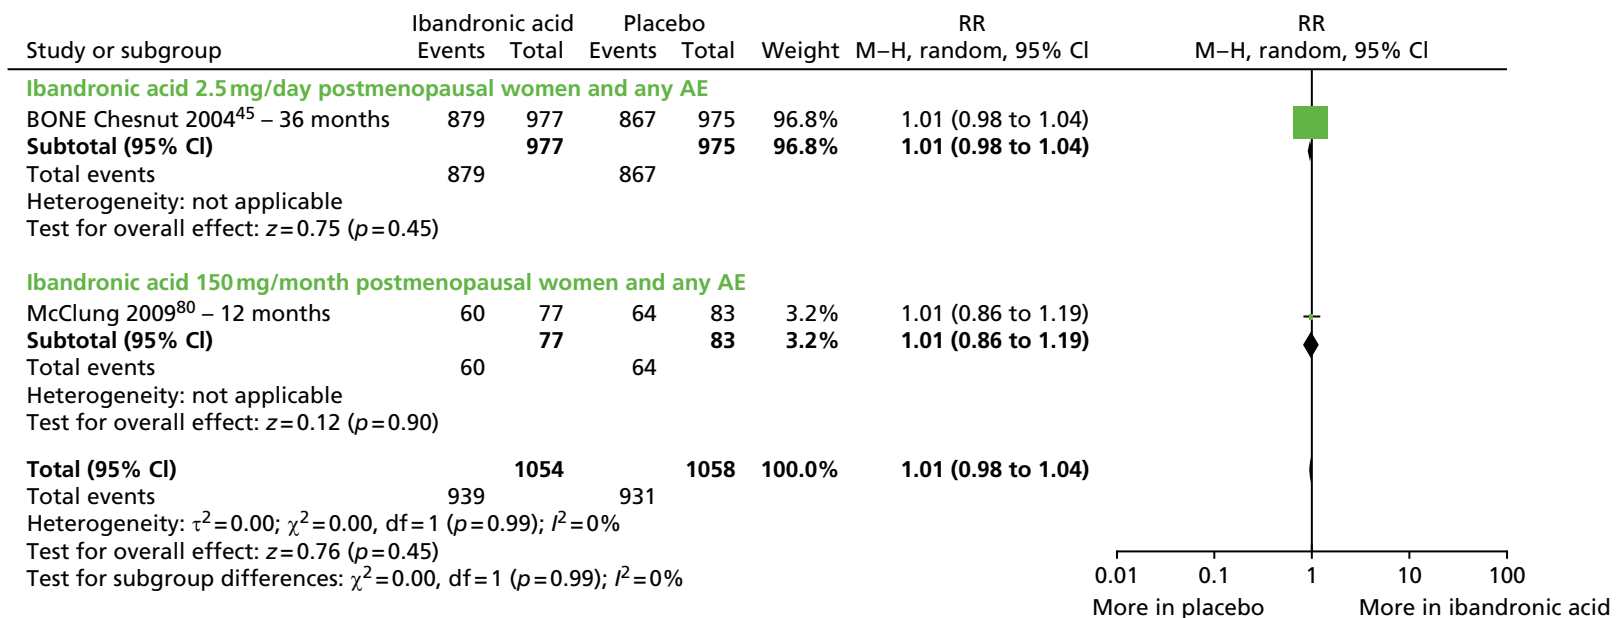 Ibandronic acid Placebo RR RR
Study or subgroup Events Total Events Total Weight M–H, random, 95% CI M–H, random, 95% CI
Ibandronic acid 2.5 mg/day postmenopausal women and any AE
BONE Chesnut 2004⁴⁵ – 36 months 879 977 867 975 96.8% 1.01 (0.98 to 1.04)
Subtotal (95% CI) 977 975 96.8% 1.01 (0.98 to 1.04)
Total events 879 867
Heterogeneity: not applicable
Test for overall effect: z=0.75 (p=0.45)
Ibandronic acid 150 mg/month postmenopausal women and any AE
McClung 2009⁸⁰ – 12 months 60 77 64 83 3.2% 1.01 (0.86 to 1.19)
Subtotal (95% CI) 77 83 3.2% 1.01 (0.86 to 1.19)
Total events 60 64
Heterogeneity: not applicable
Test for overall effect: z=0.12 (p=0.90)
Total (95% CI) 1054 1058 100.0% 1.01 (0.98 to 1.04)
Total events 939 931
Heterogeneity: τ²=0.00; χ²=0.00, df=1 (p=0.99); I²=0%
Test for overall effect: z=0.76 (p=0.45)
Test for subgroup differences: χ²=0.00, df=1 (p=0.99); I²=0%
0.01 0.1 1 10 100
More in placebo More in ibandronic acid